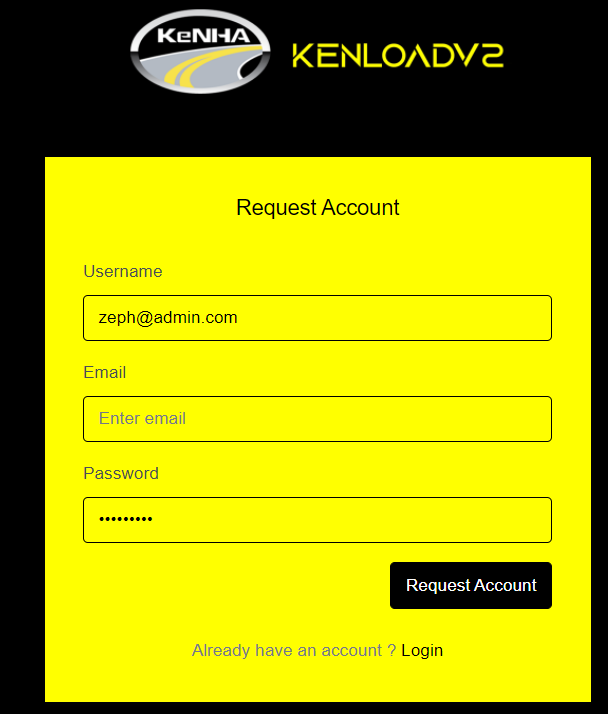 KeNHA KENLOADV2
Request Account
Username
zeph@admin.com
Email
Enter email
Password
•••••••••
Request Account
Already have an account ? Login